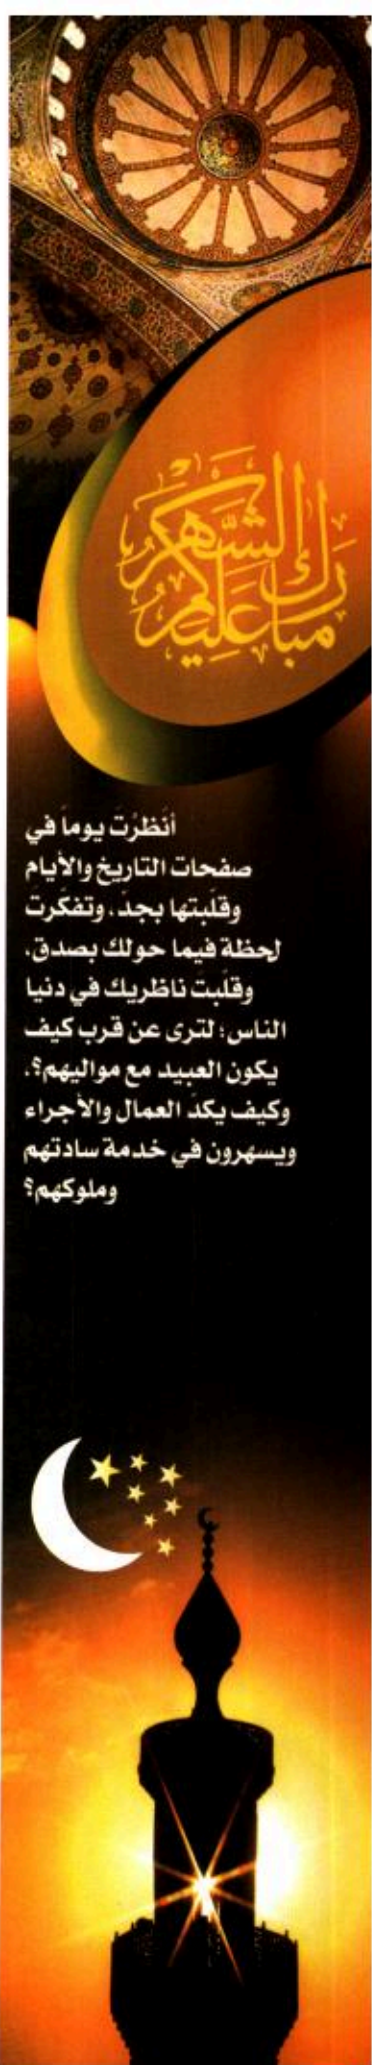 مبارك عليكم الشهر
أنَظرْتَ يوماً في
صفحات التاريخ والأيام
وقلّبتها بجدّ، وتفكّرتَ
لحظة فيما حولك بصدق،
وقلّبتَ ناظريك في دنيا
الناس؛ لترى عن قرب كيف
يكون العبيد مع مواليهم؟،
وكيف يكدّ العمال والأجراء
ويسهرون في خدمة سادتهم
وملوكهم؟